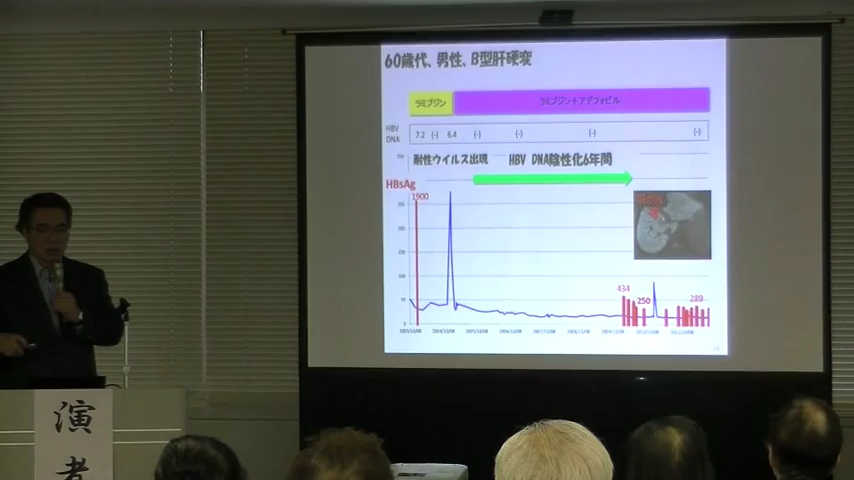 60歳代、男性、B型肝硬変
ラミブジン
ラミブジン+アデフォビル
HBV DNA
7.2 (-) 6.4 (-) (-) (-) (-)
耐性ウイルス出現
HBV DNA陰性化6年間
HBsAg
1900
434
250
289
演
者